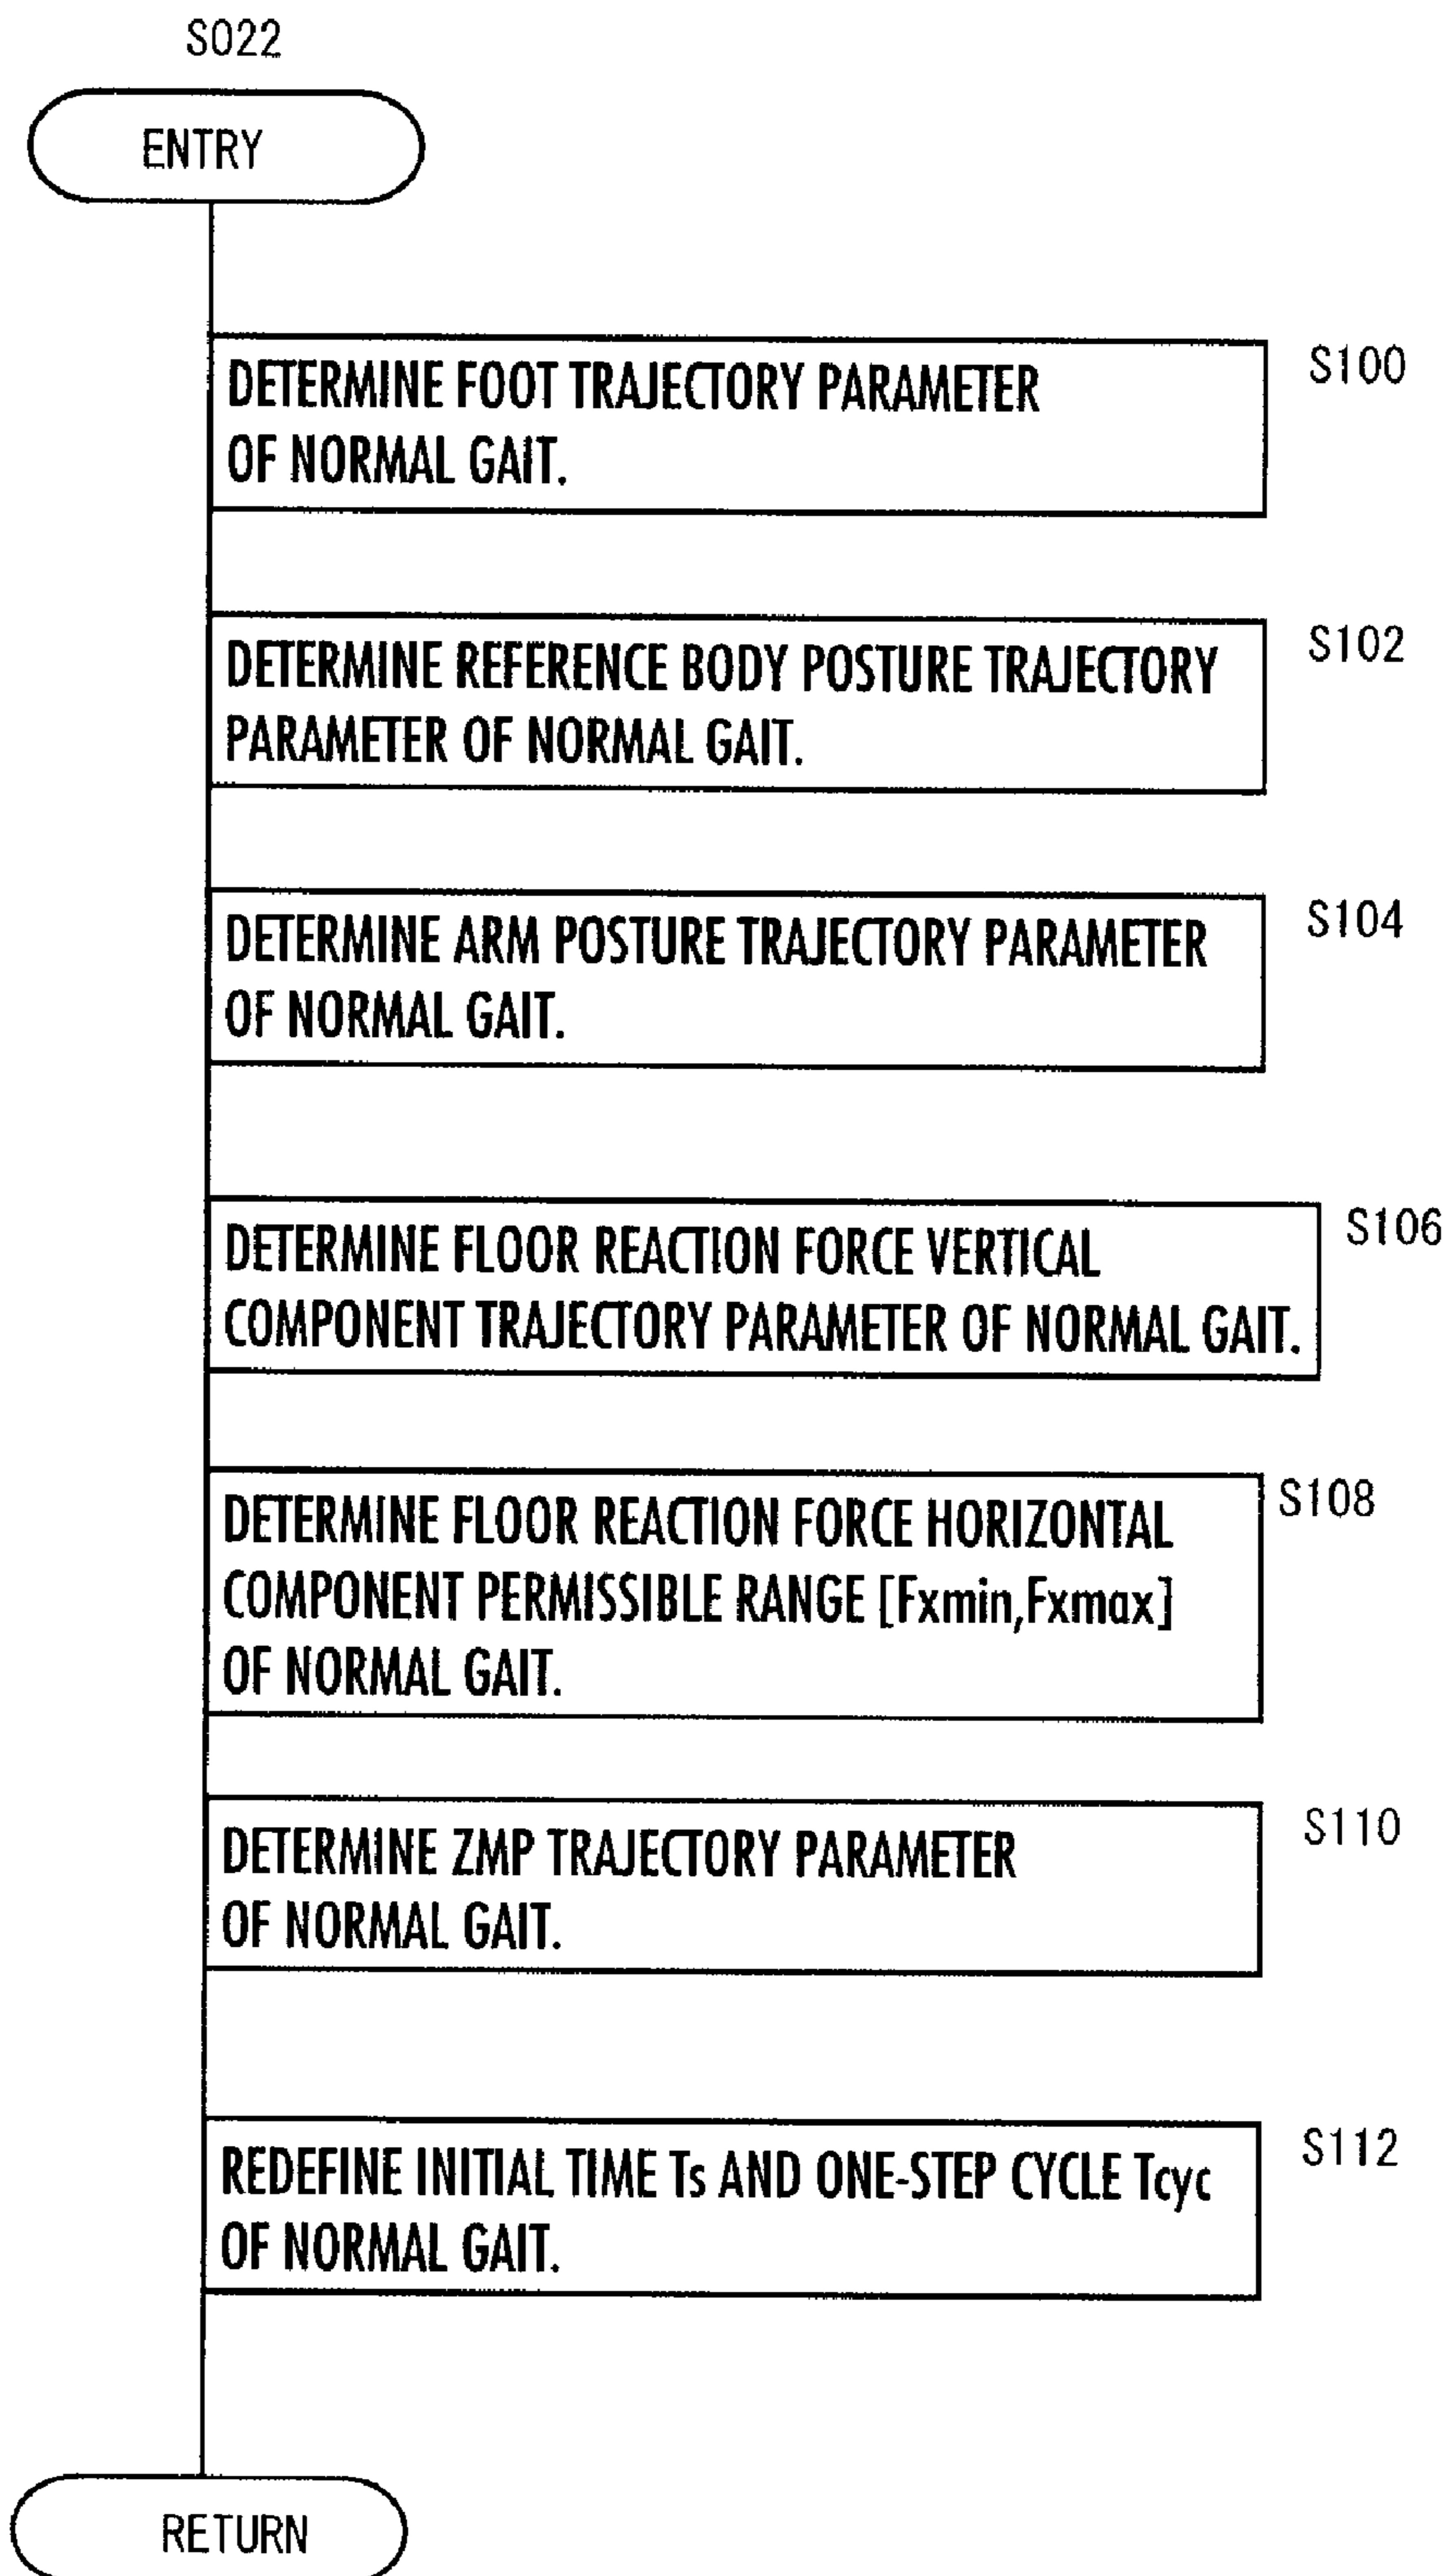 S022
ENTRY
DETERMINE FOOT TRAJECTORY PARAMETER
OF NORMAL GAIT.
S100
DETERMINE REFERENCE BODY POSTURE TRAJECTORY
PARAMETER OF NORMAL GAIT.
S102
DETERMINE ARM POSTURE TRAJECTORY PARAMETER
OF NORMAL GAIT.
S104
DETERMINE FLOOR REACTION FORCE VERTICAL
COMPONENT TRAJECTORY PARAMETER OF NORMAL GAIT.
S106
DETERMINE FLOOR REACTION FORCE HORIZONTAL
COMPONENT PERMISSIBLE RANGE [Fxmin,Fxmax]
OF NORMAL GAIT.
S108
DETERMINE ZMP TRAJECTORY PARAMETER
OF NORMAL GAIT.
S110
REDEFINE INITIAL TIME Ts AND ONE-STEP CYCLE Tcyc
OF NORMAL GAIT.
S112
RETURN